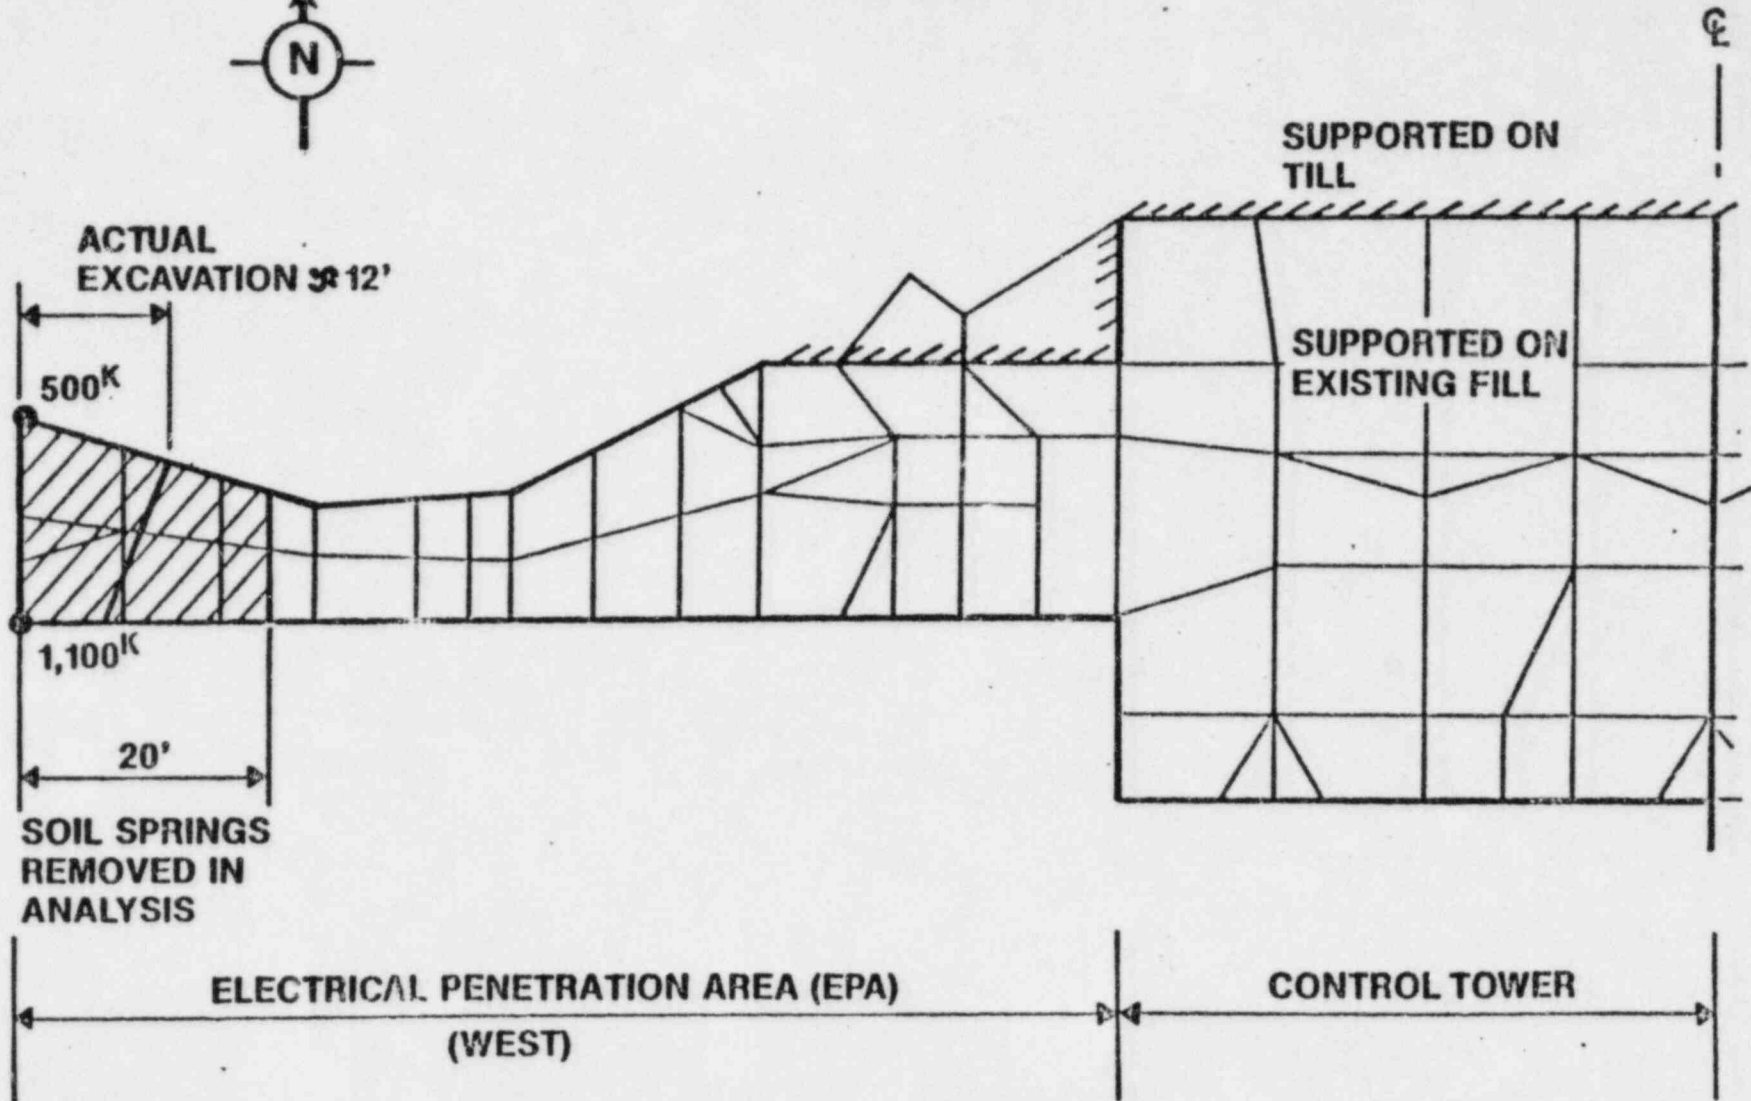 N
℄
SUPPORTED ON
TILL
ACTUAL
EXCAVATION ≈ 12'
500K
SUPPORTED ON
EXISTING FILL
1,100K
20'
SOIL SPRINGS
REMOVED IN
ANALYSIS
ELECTRICAL PENETRATION AREA (EPA)
(WEST)
CONTROL TOWER